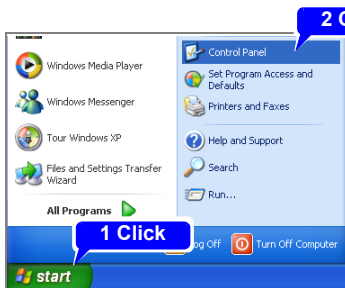 2 C
Control Panel
Windows Media Player
Set Program Access and
Defaults
Windows Messenger
Printers and Faxes
Tour Windows XP
Help and Support
Files and Settings Transfer
Wizard
Search
Run...
All Programs
1 Click
og Off
Turn Off Computer
start